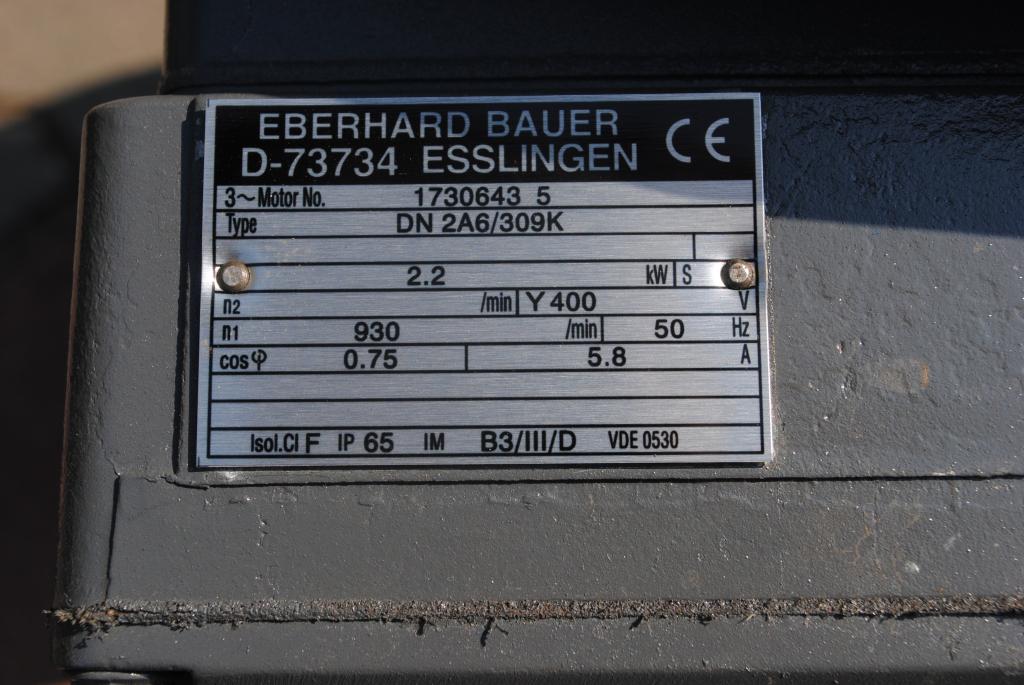 EBERHARD BAUER
D-73734 ESSLINGEN CE
3~Motor No. 1730643 5
Type DN 2A6/309K
2.2 kW S
n2 /min Y 400 V
n1 930 /min 50 Hz
cos φ 0.75 5.8 A
Isol.Cl F IP 65 IM B3/III/D VDE 0530